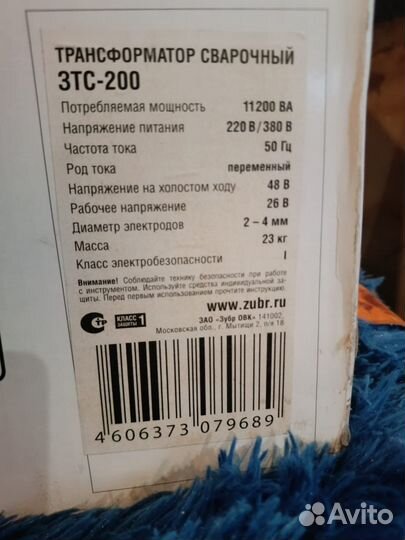 ТРАНСФОРМАТОР СВАРОЧНЫЙ
ЗТС-200
Потребляемая мощность 11200 ВА
Напряжение питания 220 В/380 В
Частота тока 50 Гц
Род тока переменный
Напряжение на холостом ходу 48 В
Рабочее напряжение 26 В
Диаметр электродов 2 – 4 мм
Масса 23 кг
Класс электробезопасности I
Внимание! Соблюдайте технику безопасности при работе
с инструментом. Используйте средства индивидуальной за-
щиты. Перед первым использованием прочтите инструкцию.
www.zubr.ru
КЛАСС ЗАЩИТЫ 1
ЗАО «Зубр ОВК» 141002,
Московская обл., г. Мытищи 2, п/я 18
4 606373 079689
Avito